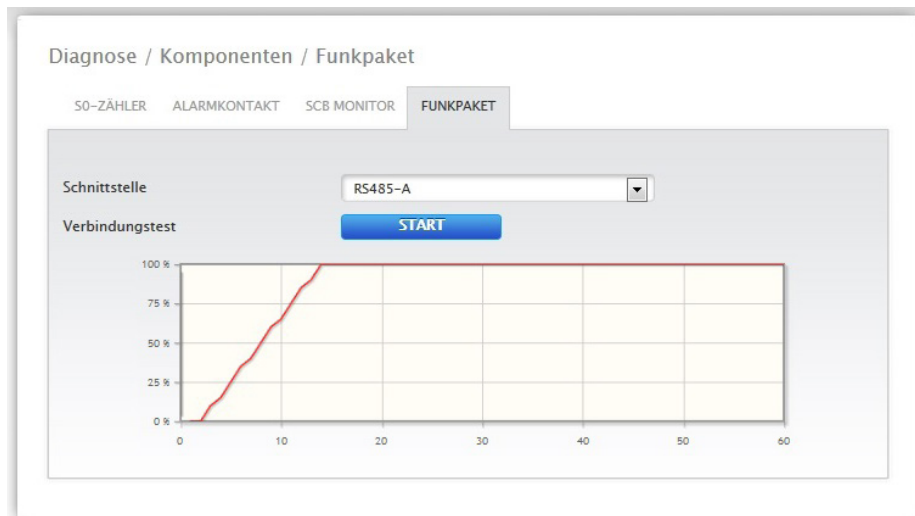 Diagnose / Komponenten / Funkpaket
S0-ZÄHLER ALARMKONTAKT SCB MONITOR FUNKPAKET
Schnittstelle RS485-A
Verbindungstest START
100 %
75 %
50 %
25 %
0 %
0 10 20 30 40 50 60